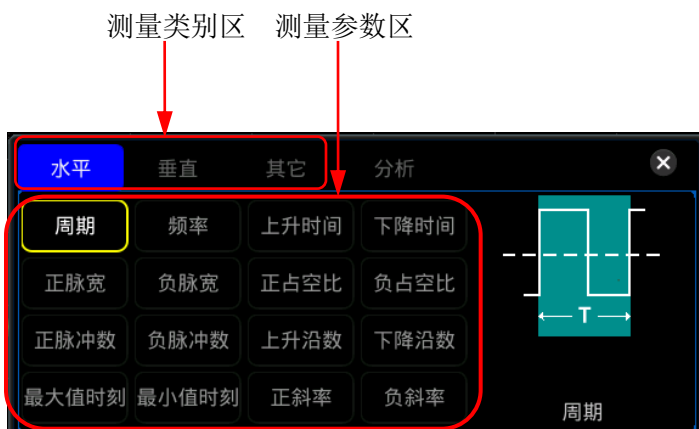 测量类别区 测量参数区
水平 垂直 其它 分析
周期 频率 上升时间 下降时间
正脉宽 负脉宽 正占空比 负占空比
T
正脉冲数 负脉冲数 上升沿数 下降沿数
最大值时刻 最小值时刻 正斜率 负斜率
周期